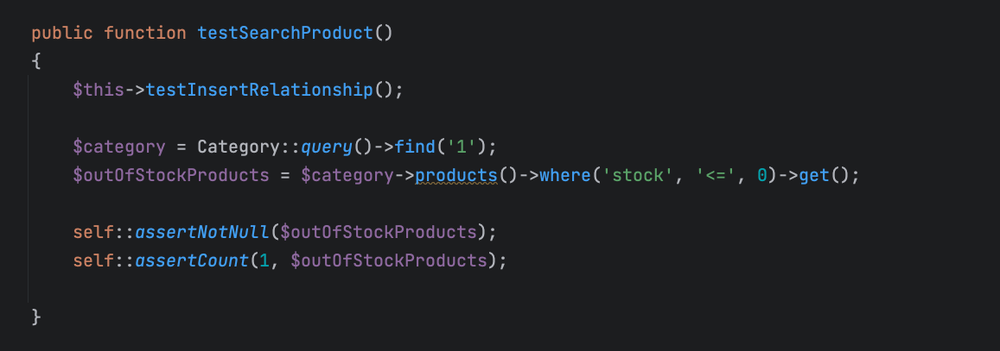 public function testSearchProduct()
{
    $this->testInsertRelationship();

    $category = Category::query()->find('1');
    $outOfStockProducts = $category->products()->where('stock', '<=', 0)->get();

    self::assertNotNull($outOfStockProducts);
    self::assertCount(1, $outOfStockProducts);

}